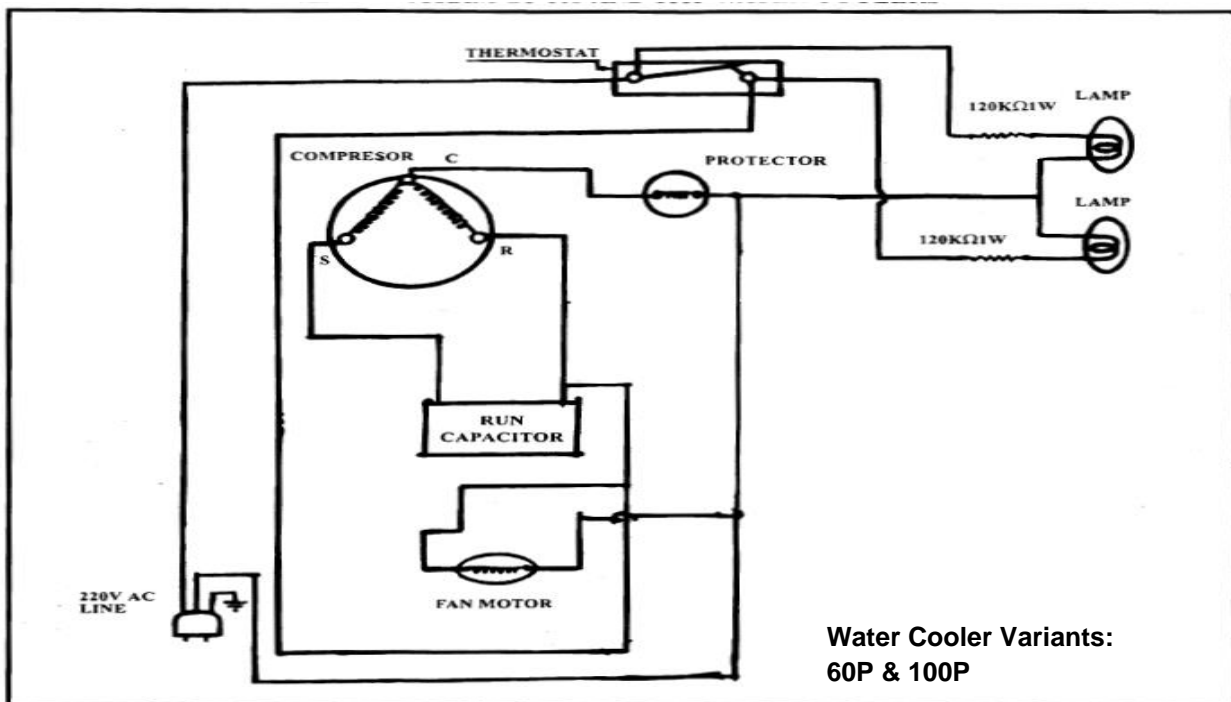 THERMOSTAT
120KΩ1W
LAMP
COMPRESOR
C
PROTECTOR
LAMP
S
R
120KΩ1W
RUN
CAPACITOR
220V AC
LINE
FAN MOTOR
Water Cooler Variants:
60P & 100P